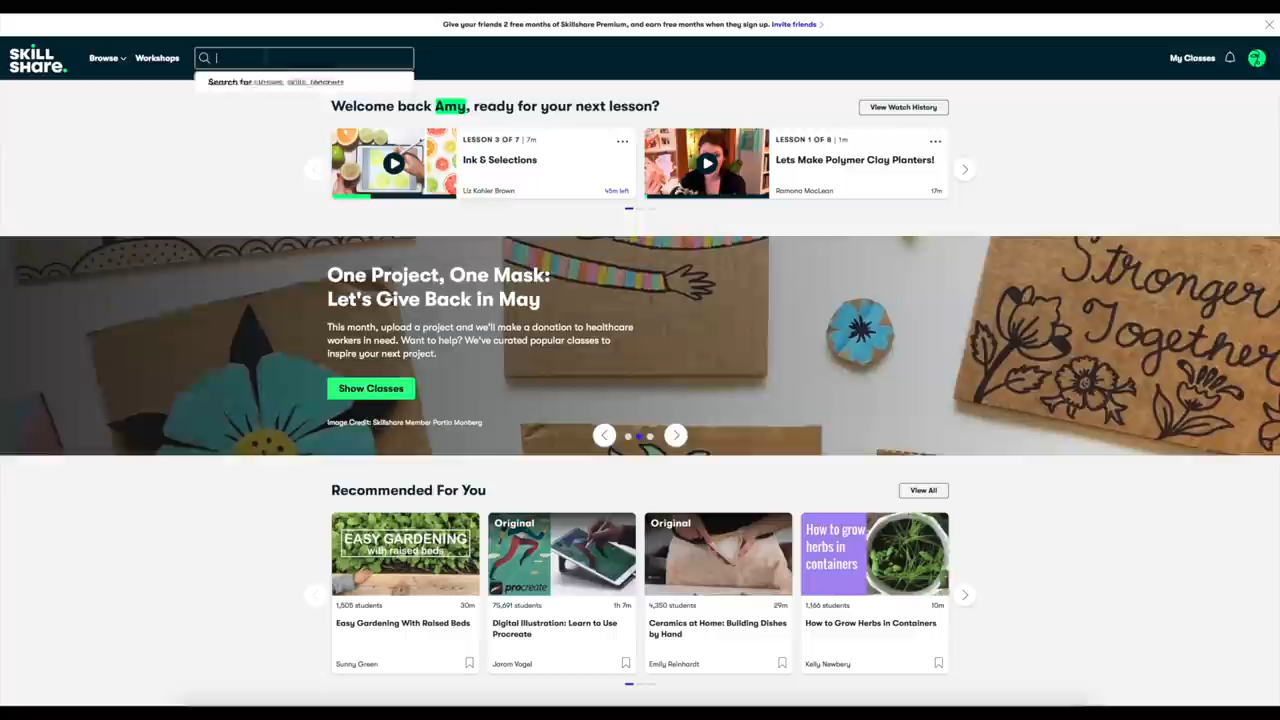 Give your friends 2 free months of Skillshare Premium, and earn free months when they sign up. Invite friends
SKILL
SHARE.
Browse
Workshops
My Classes
Search for
Welcome back Amy, ready for your next lesson?
View Watch History
LESSON 3 OF 7 | 7m
Ink & Selections
Liz Kohler Brown
45m left
LESSON 1 OF 8 | 1m
Lets Make Polymer Clay Planters!
Ramona MacLean
17m
One Project, One Mask:
Let's Give Back in May
This month, upload a project and we'll make a donation to healthcare
workers in need. Want to help? We've curated popular classes to
inspire your next project.
Show Classes
Image Credit: Skillshare Member Portia Monberg
Stronger
Together
Recommended For You
View All
EASY GARDENING
with raised beds
1,505 students
30m
Easy Gardening With Raised Beds
Sunny Green
Original
procreate
75,691 students
1h 7m
Digital Illustration: Learn to Use
Procreate
Jarom Vogel
Original
4,350 students
29m
Ceramics at Home: Building Dishes
by Hand
Emily Reinhardt
How to grow
herbs in
containers
1,166 students
10m
How to Grow Herbs in Containers
Kelly Newbery